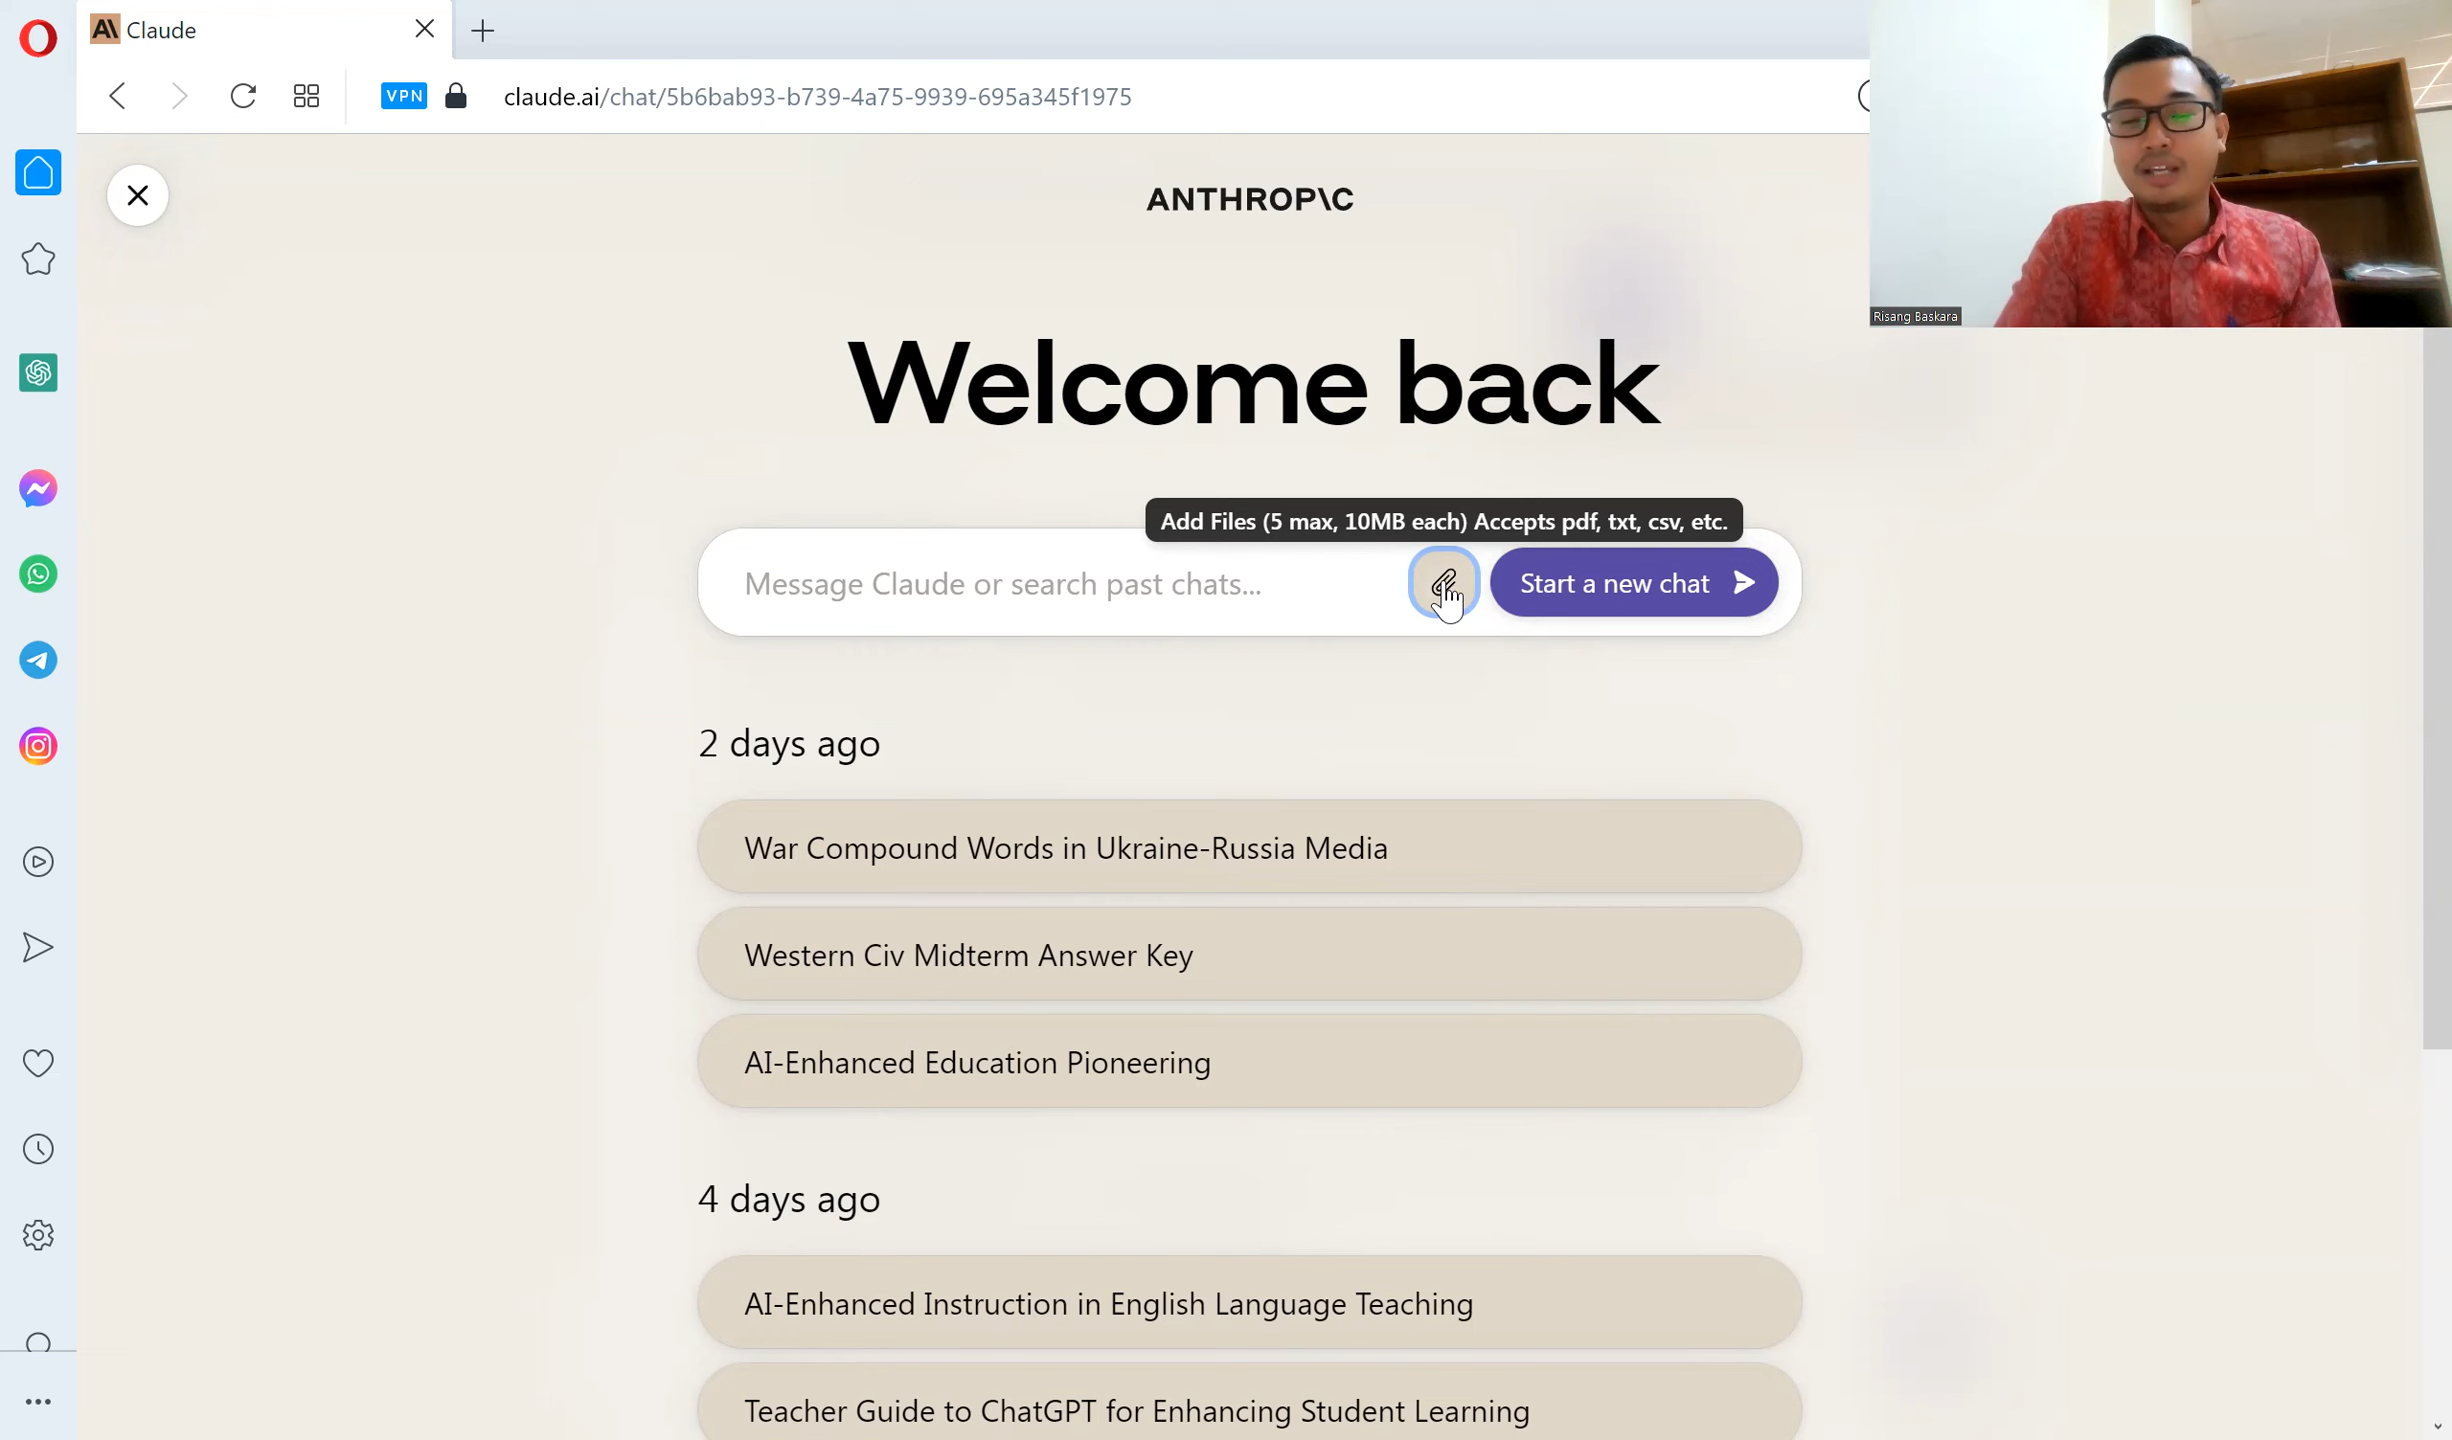 Claude
VPN
claude.ai/chat/5b6bab93-b739-4a75-9939-695a345f1975
ANTHROP\C
Risang Baskara
Welcome back
Add Files (5 max, 10MB each) Accepts pdf, txt, csv, etc.
Message Claude or search past chats...
Start a new chat
2 days ago
War Compound Words in Ukraine-Russia Media
Western Civ Midterm Answer Key
AI-Enhanced Education Pioneering
4 days ago
AI-Enhanced Instruction in English Language Teaching
Teacher Guide to ChatGPT for Enhancing Student Learning